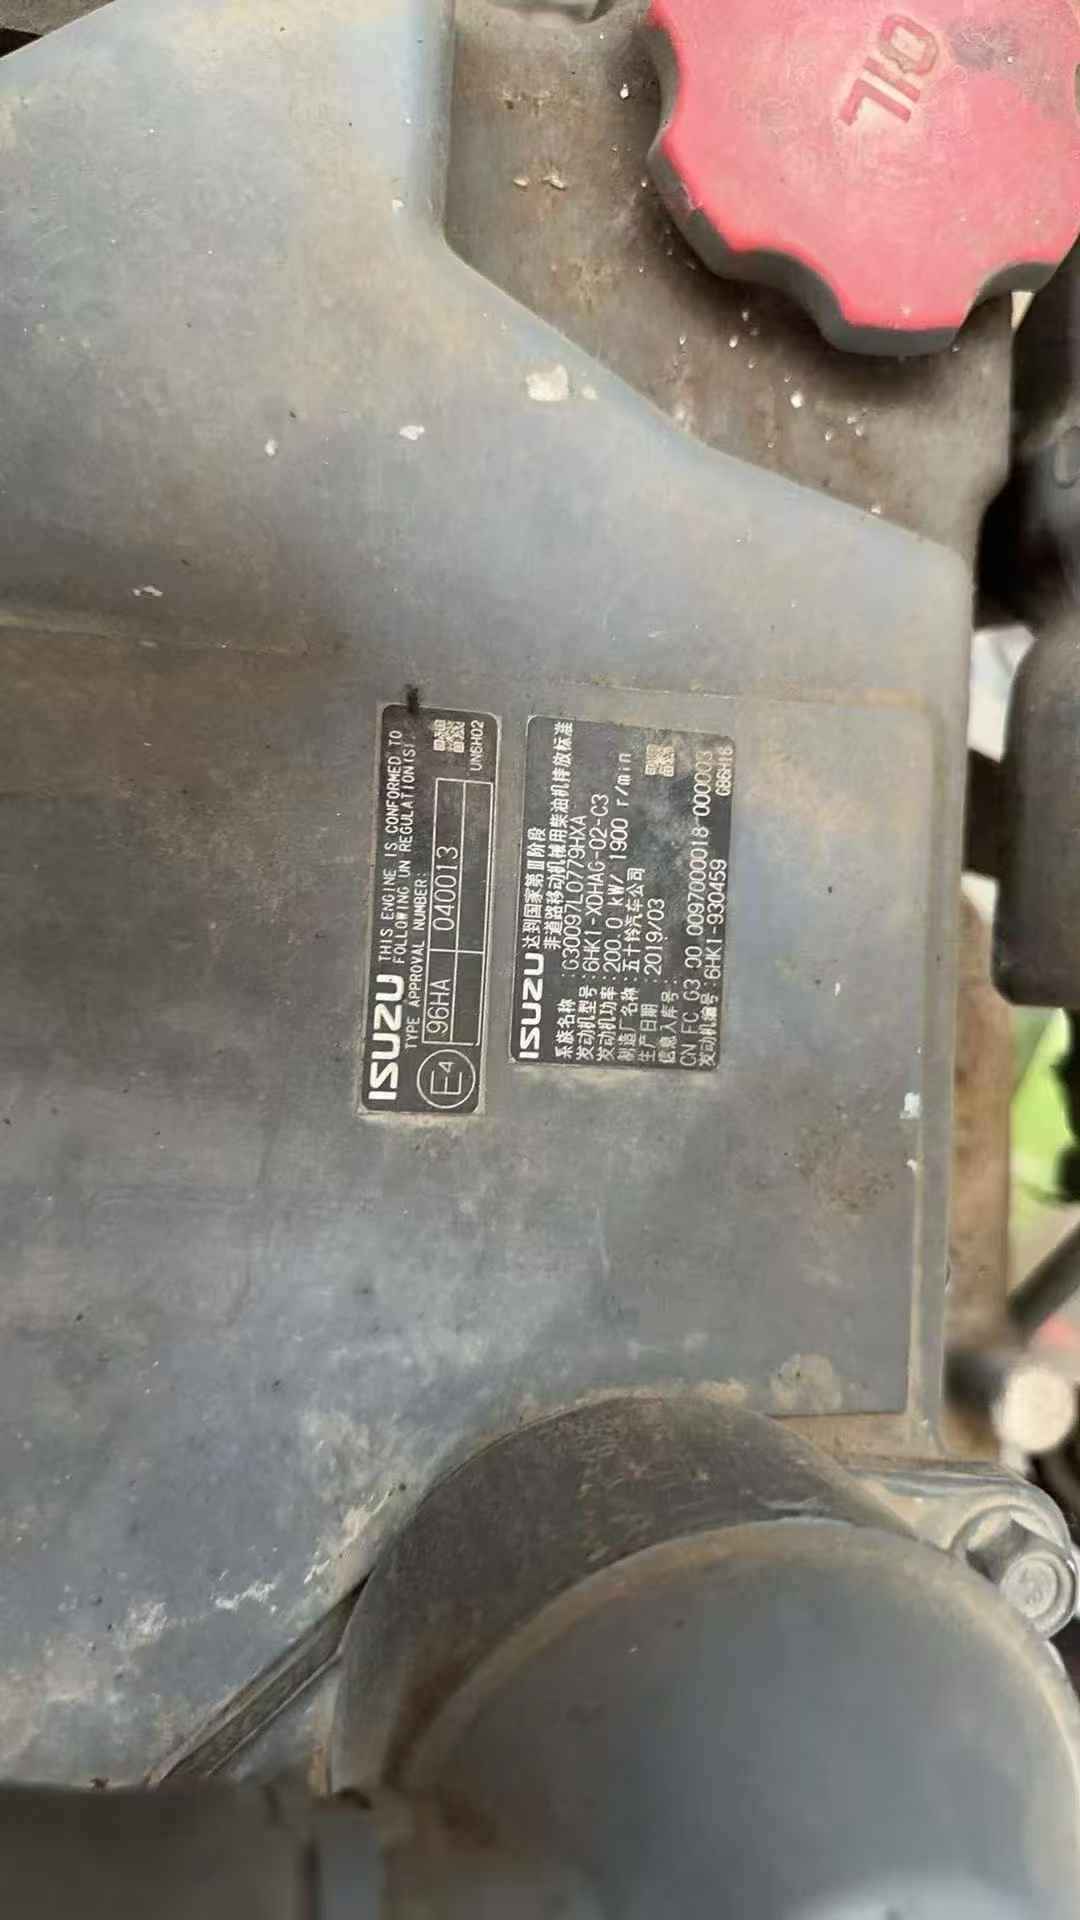 OIL
ISUZU THIS ENGINE IS CONFORMED TO
FOLLOWING UN REGULATION(S).
TYPE APPROVAL NUMBER:
E4 96HA 040013
UN6H02
ISUZU 达到国家第Ⅲ阶段
非道路移动机械用柴油机排放标准
系族名称 :G30097L0779HXA
发动机型号:6HK1-XDHAG-02-C3
发动机功率:200.0 kW/ 1900 r/min
制造厂名称:五十铃汽车公司
生产日期 :2019/03
信息入库号:
CN FC G3 00 0097000018 000003
发动机编号:6HK1-930459
GB6H16